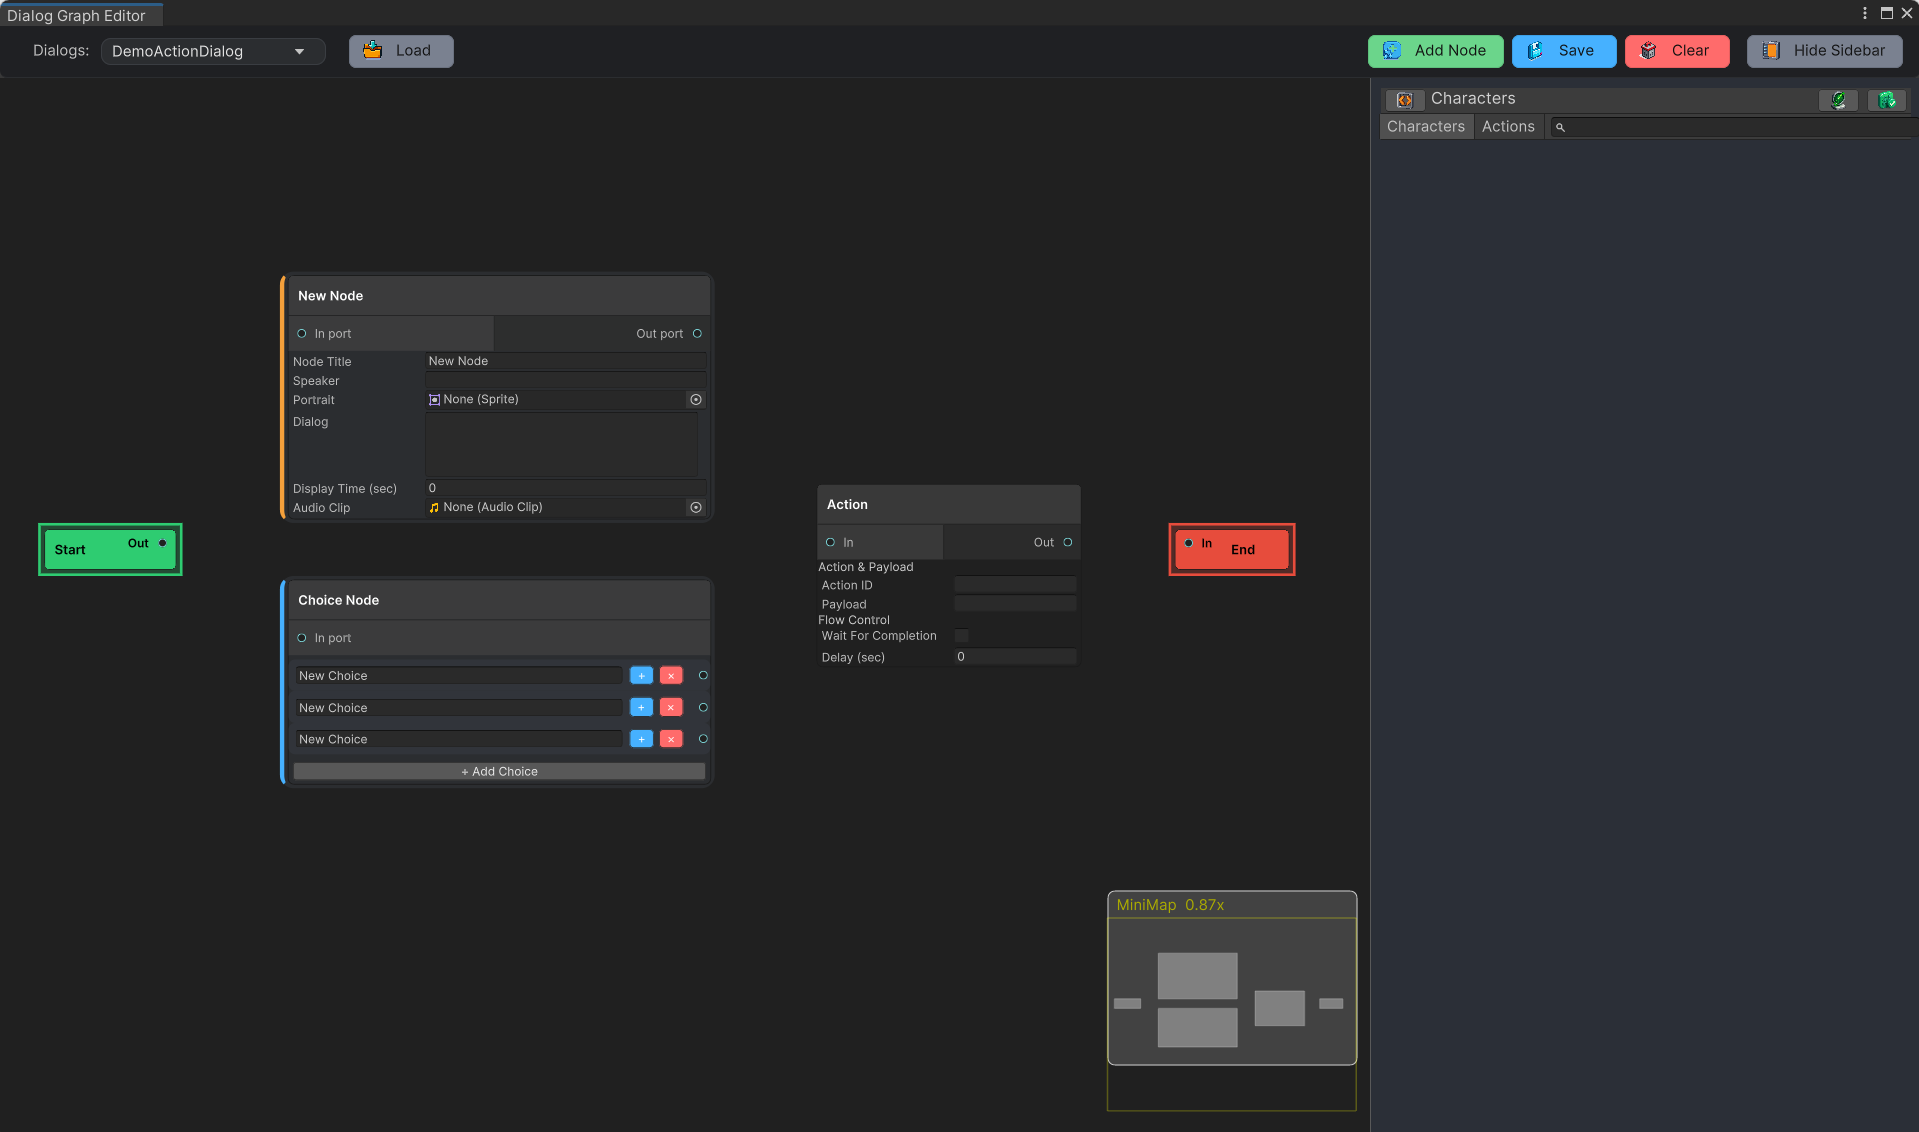 Dialog Graph Editor
Dialogs: DemoActionDialog Load Add Node Save Clear Hide Sidebar
Characters
Characters Actions
New Node
In port Out port
Node Title New Node
Speaker
Portrait None (Sprite)
Dialog
Display Time (sec) 0
Audio Clip None (Audio Clip)
Start Out
Choice Node
In port
New Choice + ×
New Choice + ×
New Choice + ×
+ Add Choice
Action
In Out
Action & Payload
Action ID
Payload
Flow Control
Wait For Completion
Delay (sec) 0
In End
MiniMap 0.87x